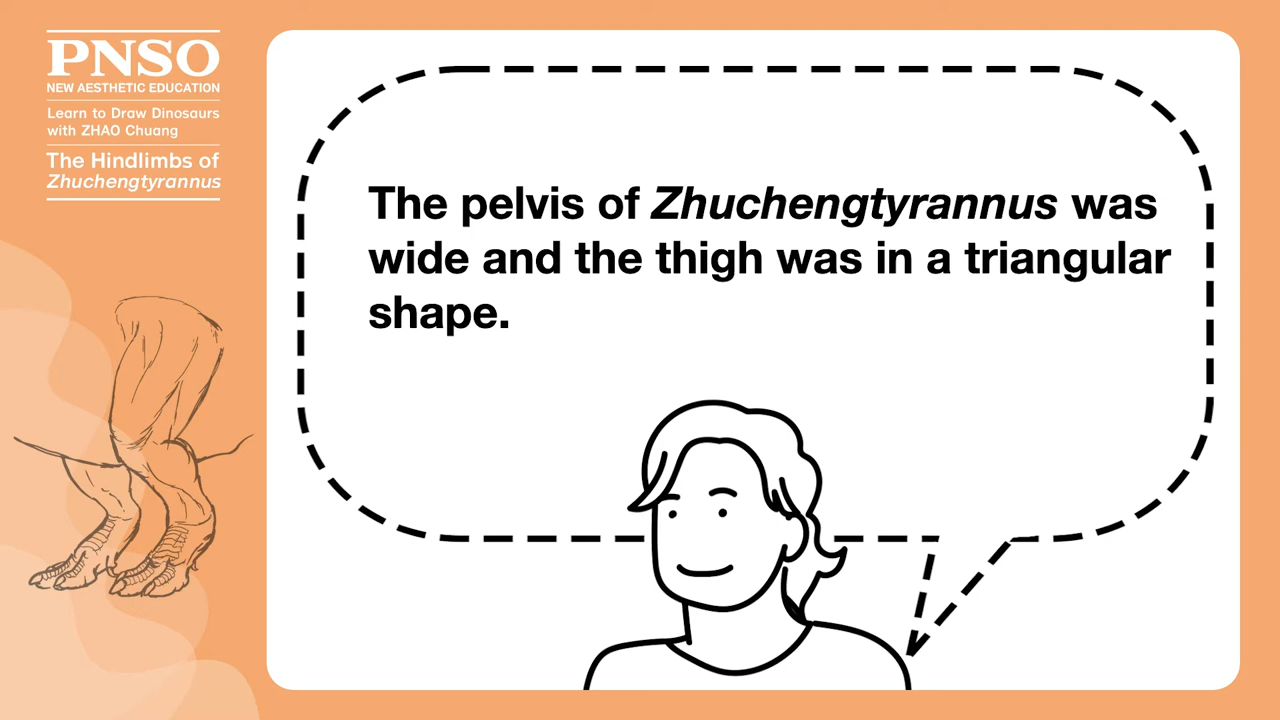 PNSO
NEW AESTHETIC EDUCATION
Learn to Draw Dinosaurs
with ZHAO Chuang
The Hindlimbs of
Zhuchengtyrannus
The pelvis of Zhuchengtyrannus was
wide and the thigh was in a triangular
shape.